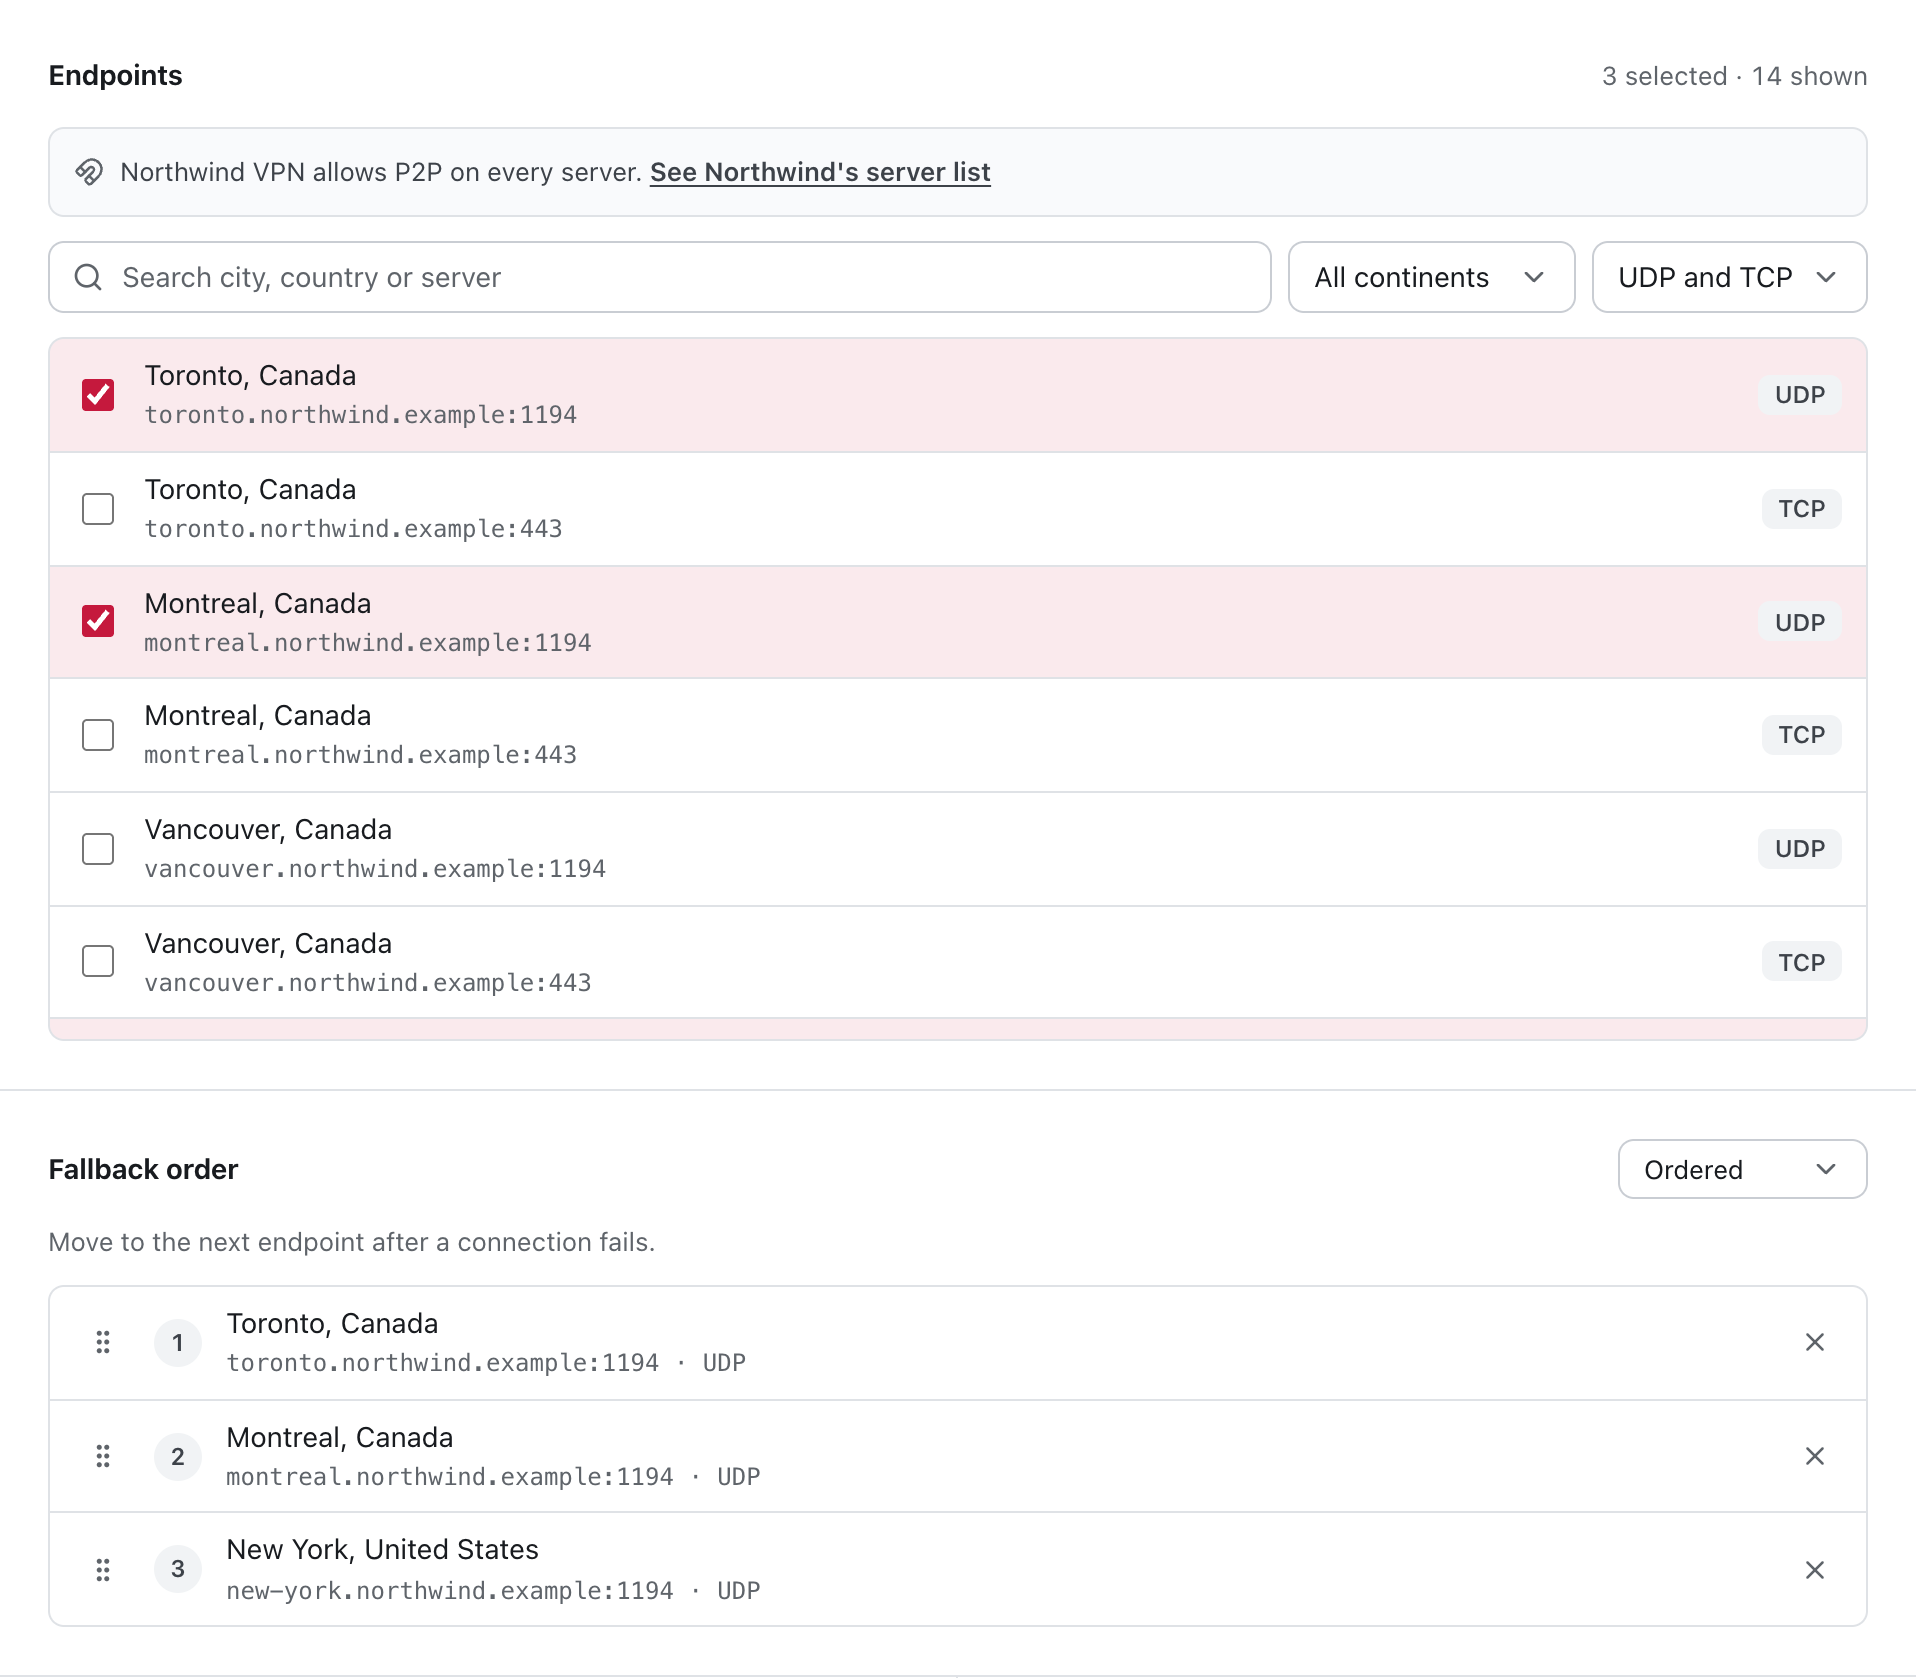 Endpoints
3 selected · 14 shown
Northwind VPN allows P2P on every server. See Northwind's server list
Search city, country or server
All continents
UDP and TCP
Toronto, Canada
toronto.northwind.example:1194
UDP
Toronto, Canada
toronto.northwind.example:443
TCP
Montreal, Canada
montreal.northwind.example:1194
UDP
Montreal, Canada
montreal.northwind.example:443
TCP
Vancouver, Canada
vancouver.northwind.example:1194
UDP
Vancouver, Canada
vancouver.northwind.example:443
TCP
Fallback order
Ordered
Move to the next endpoint after a connection fails.
1
Toronto, Canada
toronto.northwind.example:1194 · UDP
2
Montreal, Canada
montreal.northwind.example:1194 · UDP
3
New York, United States
new-york.northwind.example:1194 · UDP